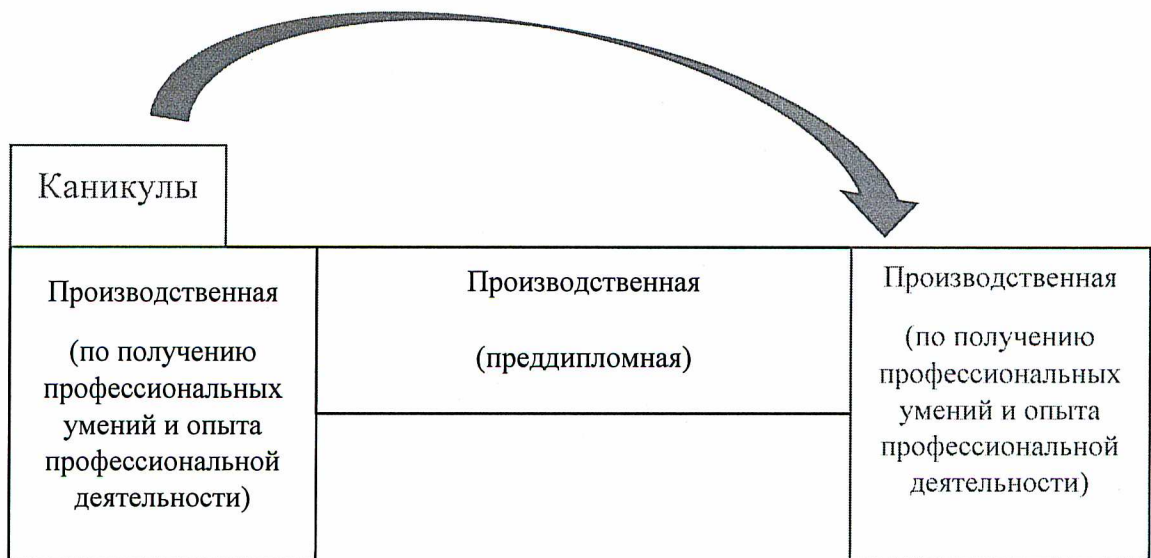 Каникулы
Производственная
(по получению
профессиональных
умений и опыта
профессиональной
деятельности)
Производственная
(преддипломная)
Производственная
(по получению
профессиональных
умений и опыта
профессиональной
деятельности)